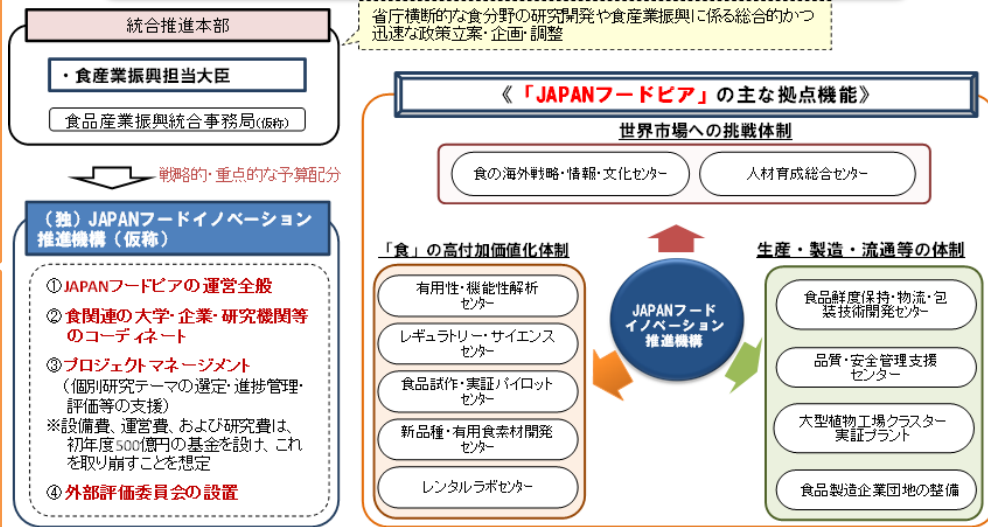 統合推進本部
・食産業振興担当大臣
食品産業振興統合事務局(仮称)
省庁横断的な食分野の研究開発や食産業振興に係る総合的かつ
迅速な政策立案・企画・調整
戦略的・重点的な予算配分
（独）JAPANフードイノベーション
推進機構（仮称）
①JAPANフードピアの運営全般
②食関連の大学・企業・研究機関等
のコーディネート
③プロジェクトマネージメント
（個別研究テーマの選定・進捗管理・
評価等の支援）
※設備費、運営費、および研究費は、
初年度500億円の基金を設け、これ
を取り崩すことを想定
④外部評価委員会の設置
《「JAPANフードピア」の主な拠点機能》
世界市場への挑戦体制
食の海外戦略・情報・文化センター
人材育成総合センター
「食」の高付加価値化体制
有用性・機能性解析
センター
レギュラトリー・サイエンス
センター
食品試作・実証パイロット
センター
新品種・有用食素材開発
センター
レンタルラボセンター
JAPANフード
イノベーション
推進機構
生産・製造・流通等の体制
食品鮮度保持・物流・包
装技術開発センター
品質・安全管理支援
センター
大型植物工場クラスター
実証プラント
食品製造企業団地の整備